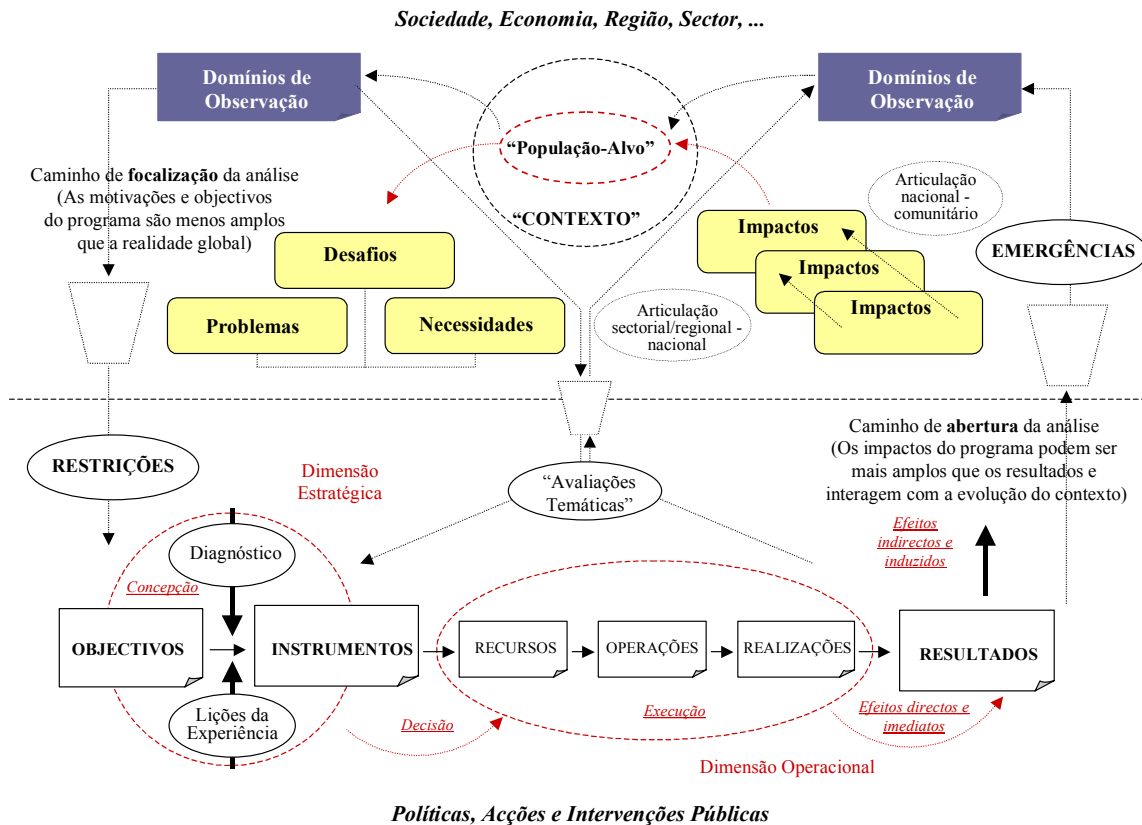 Sociedade, Economia, Região, Sector, ...
Domínios de
Observação
Domínios de
Observação
“População-Alvo”
“CONTEXTO”
Caminho de focalização da análise
(As motivações e objectivos
do programa são menos amplos
que a realidade global)
Articulação
nacional -
comunitário
Desafios
Problemas
Necessidades
Impactos
Impactos
Impactos
EMERGÊNCIAS
Articulação
sectorial/regional -
nacional
RESTRIÇÕES
Dimensão
Estratégica
“Avaliações
Temáticas”
Caminho de abertura da análise
(Os impactos do programa podem ser
mais amplos que os resultados e
interagem com a evolução do contexto)
Efeitos
indirectos e
induzidos
Diagnóstico
Concepção
OBJECTIVOS
INSTRUMENTOS
RECURSOS
OPERAÇÕES
REALIZAÇÕES
RESULTADOS
Lições da
Experiência
Decisão
Execução
Efeitos directos e
imediatos
Dimensão Operacional
Políticas, Acções e Intervenções Públicas